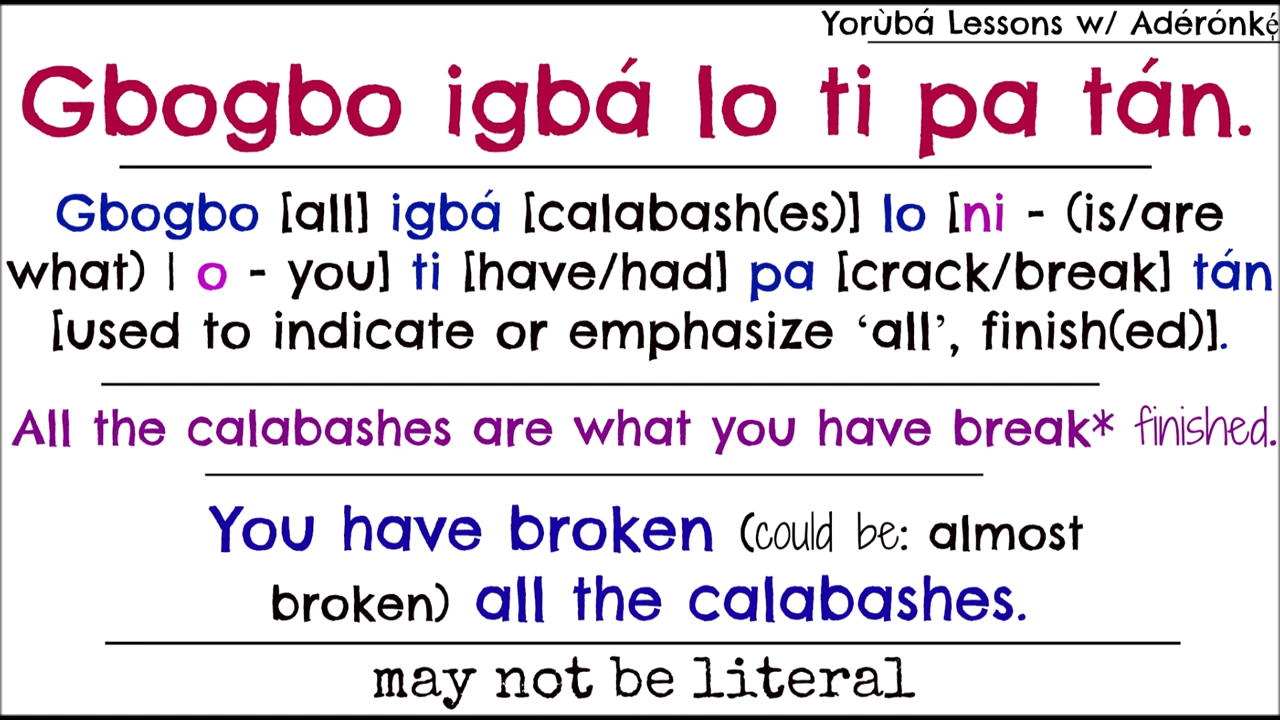 Yorùbá Lessons w/ Adérónkẹ́
Gbogbo igbá lo ti pa tán.
Gbogbo [all] igbá [calabash(es)] lo [ni - (is/are
what) | o - you] ti [have/had] pa [crack/break] tán
[used to indicate or emphasize ‘all’, finish(ed)].
All the calabashes are what you have break* finished.
You have broken (could be: almost
broken) all the calabashes.
may not be literal